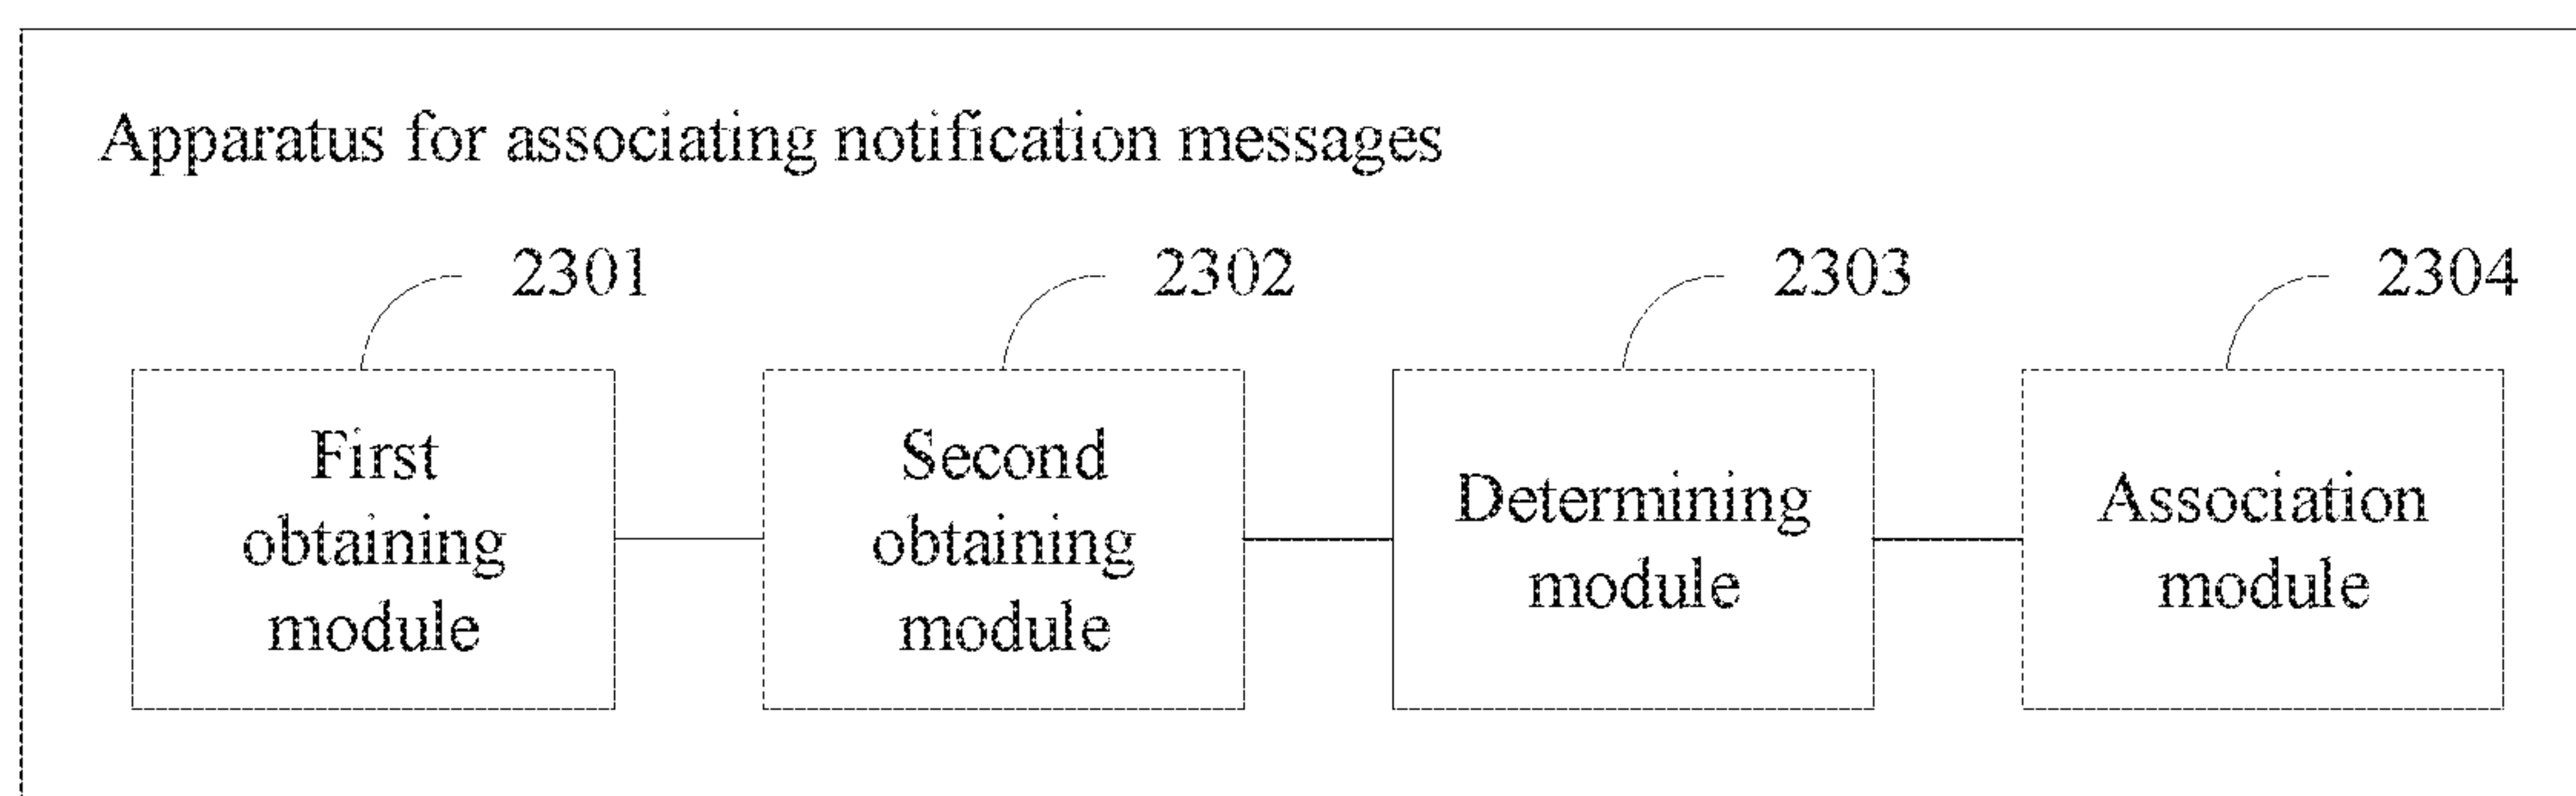 Apparatus for associating notification messages
2301
2302
2303
2304
First
obtaining
module
Second
obtaining
module
Determining
module
Association
module